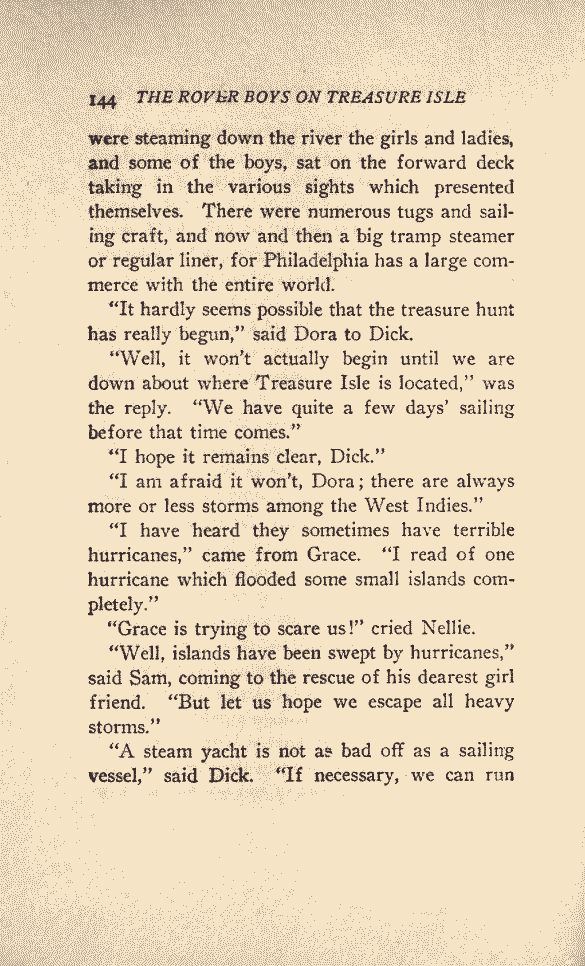 144 THE ROVER BOYS ON TREASURE ISLE
were steaming down the river the girls and ladies,
and some of the boys, sat on the forward deck
taking in the various sights which presented
themselves. There were numerous tugs and sail-
ing craft, and now and then a big tramp steamer
or regular liner, for Philadelphia has a large com-
merce with the entire world.
“It hardly seems possible that the treasure hunt
has really begun,” said Dora to Dick.
“Well, it won’t actually begin until we are
down about where Treasure Isle is located,” was
the reply. “We have quite a few days’ sailing
before that time comes.”
“I hope it remains clear, Dick.”
“I am afraid it won’t, Dora; there are always
more or less storms among the West Indies.”
“I have heard they sometimes have terrible
hurricanes,” came from Grace. “I read of one
hurricane which flooded some small islands com-
pletely.”
“Grace is trying to scare us!” cried Nellie.
“Well, islands have been swept by hurricanes,”
said Sam, coming to the rescue of his dearest girl
friend. “But let us hope we escape all heavy
storms.”
“A steam yacht is not as bad off as a sailing
vessel,” said Dick. “If necessary, we can run